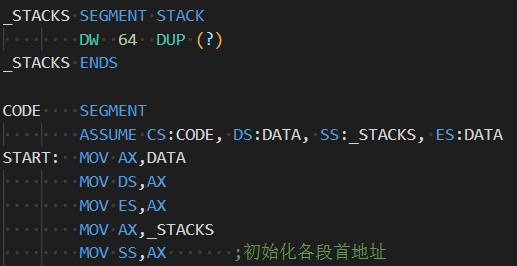 _STACKS SEGMENT STACK
DW 64 DUP (?)
_STACKS ENDS
CODE SEGMENT
ASSUME CS:CODE, DS:DATA, SS:_STACKS, ES:DATA
START: MOV AX,DATA
MOV DS,AX
MOV ES,AX
MOV AX,_STACKS
MOV SS,AX ;初始化各段首地址